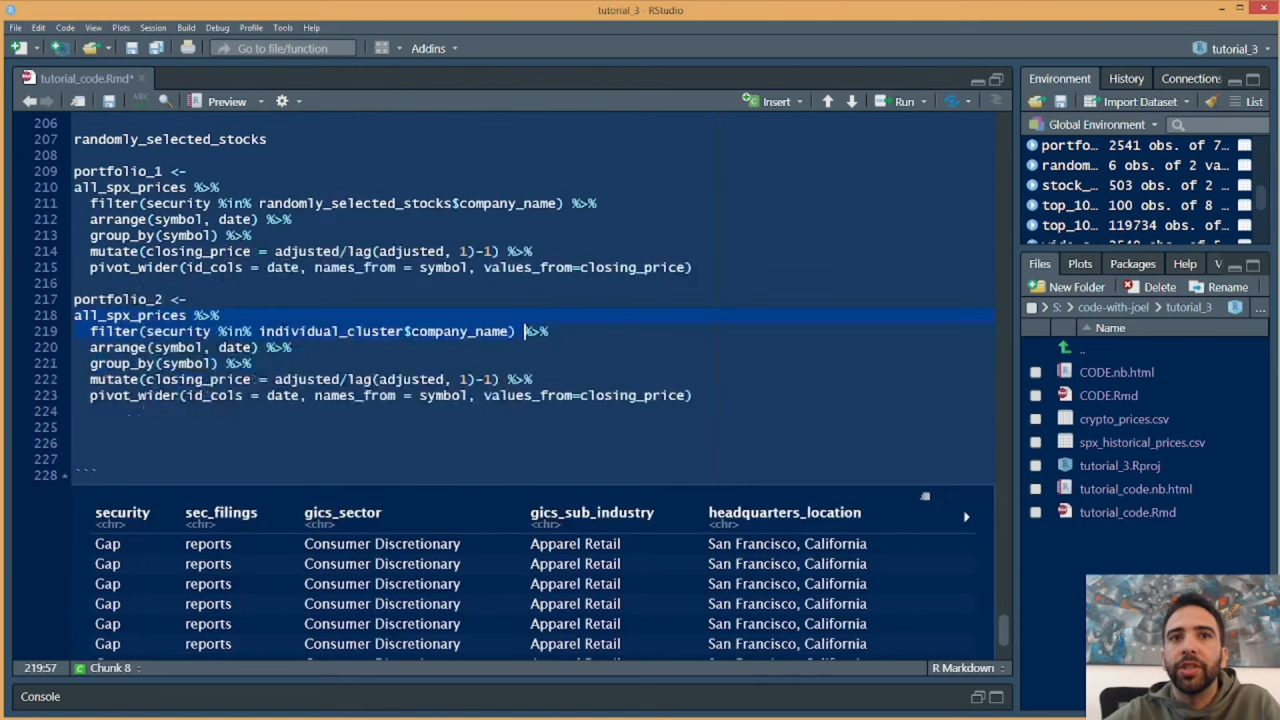 tutorial_3 - RStudio
File Edit Code View Plots Session Build Debug Profile Tools Help
Go to file/function Addins tutorial_3
tutorial_code.Rmd*
ABC Preview Insert Run
206
207 randomly_selected_stocks
208
209 portfolio_1 <-
210 all_spx_prices %>%
211 filter(security %in% randomly_selected_stocks$company_name) %>%
212 arrange(symbol, date) %>%
213 group_by(symbol) %>%
214 mutate(closing_price = adjusted/lag(adjusted, 1)-1) %>%
215 pivot_wider(id_cols = date, names_from = symbol, values_from=closing_price)
216
217 portfolio_2 <-
218 all_spx_prices %>%
219 filter(security %in% individual_cluster$company_name) %>%
220 arrange(symbol, date) %>%
221 group_by(symbol) %>%
222 mutate(closing_price = adjusted/lag(adjusted, 1)-1) %>%
223 pivot_wider(id_cols = date, names_from = symbol, values_from=closing_price)
224
225
226
227
228 ```
security sec_filings gics_sector gics_sub_industry headquarters_location
<chr> <chr> <chr> <chr> <chr>
Gap reports Consumer Discretionary Apparel Retail San Francisco, California
Gap reports Consumer Discretionary Apparel Retail San Francisco, California
Gap reports Consumer Discretionary Apparel Retail San Francisco, California
Gap reports Consumer Discretionary Apparel Retail San Francisco, California
Gap reports Consumer Discretionary Apparel Retail San Francisco, California
Gap reports Consumer Discretionary Apparel Retail San Francisco, California
219:57 Chunk 8 R Markdown
Console
Environment History Connections
Import Dataset List
Global Environment
portfo... 2541 obs. of 7...
random... 6 obs. of 2 va...
stock_... 503 obs. of 2 ...
top_10... 100 obs. of 8 ...
top_10... 119734 obs. of ...
Files Plots Packages Help V
New Folder Delete Rename
S: code-with-joel tutorial_3 ...
Name
..
CODE.nb.html
CODE.Rmd
crypto_prices.csv
spx_historical_prices.csv
tutorial_3.Rproj
tutorial_code.nb.html
tutorial_code.Rmd